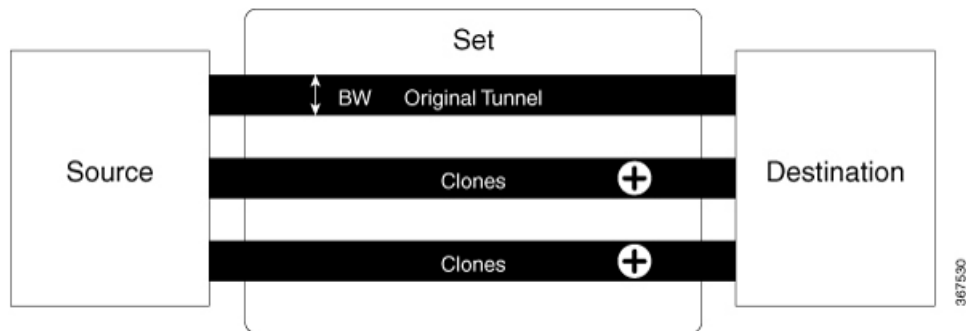 Set
BW Original Tunnel
Source
Clones
Destination
Clones
367530